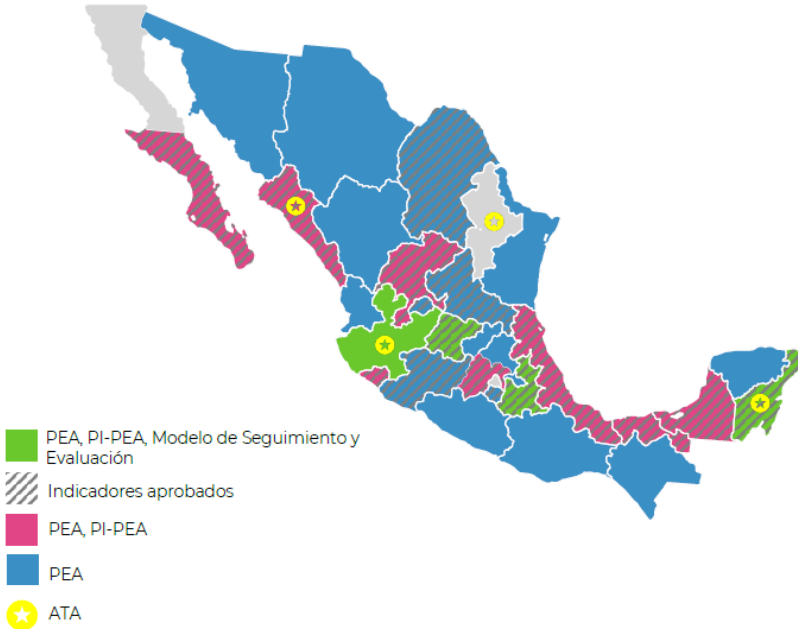 PEA, PI-PEA, Modelo de Seguimiento y
Evaluación
Indicadores aprobados
PEA, PI-PEA
PEA
ATA